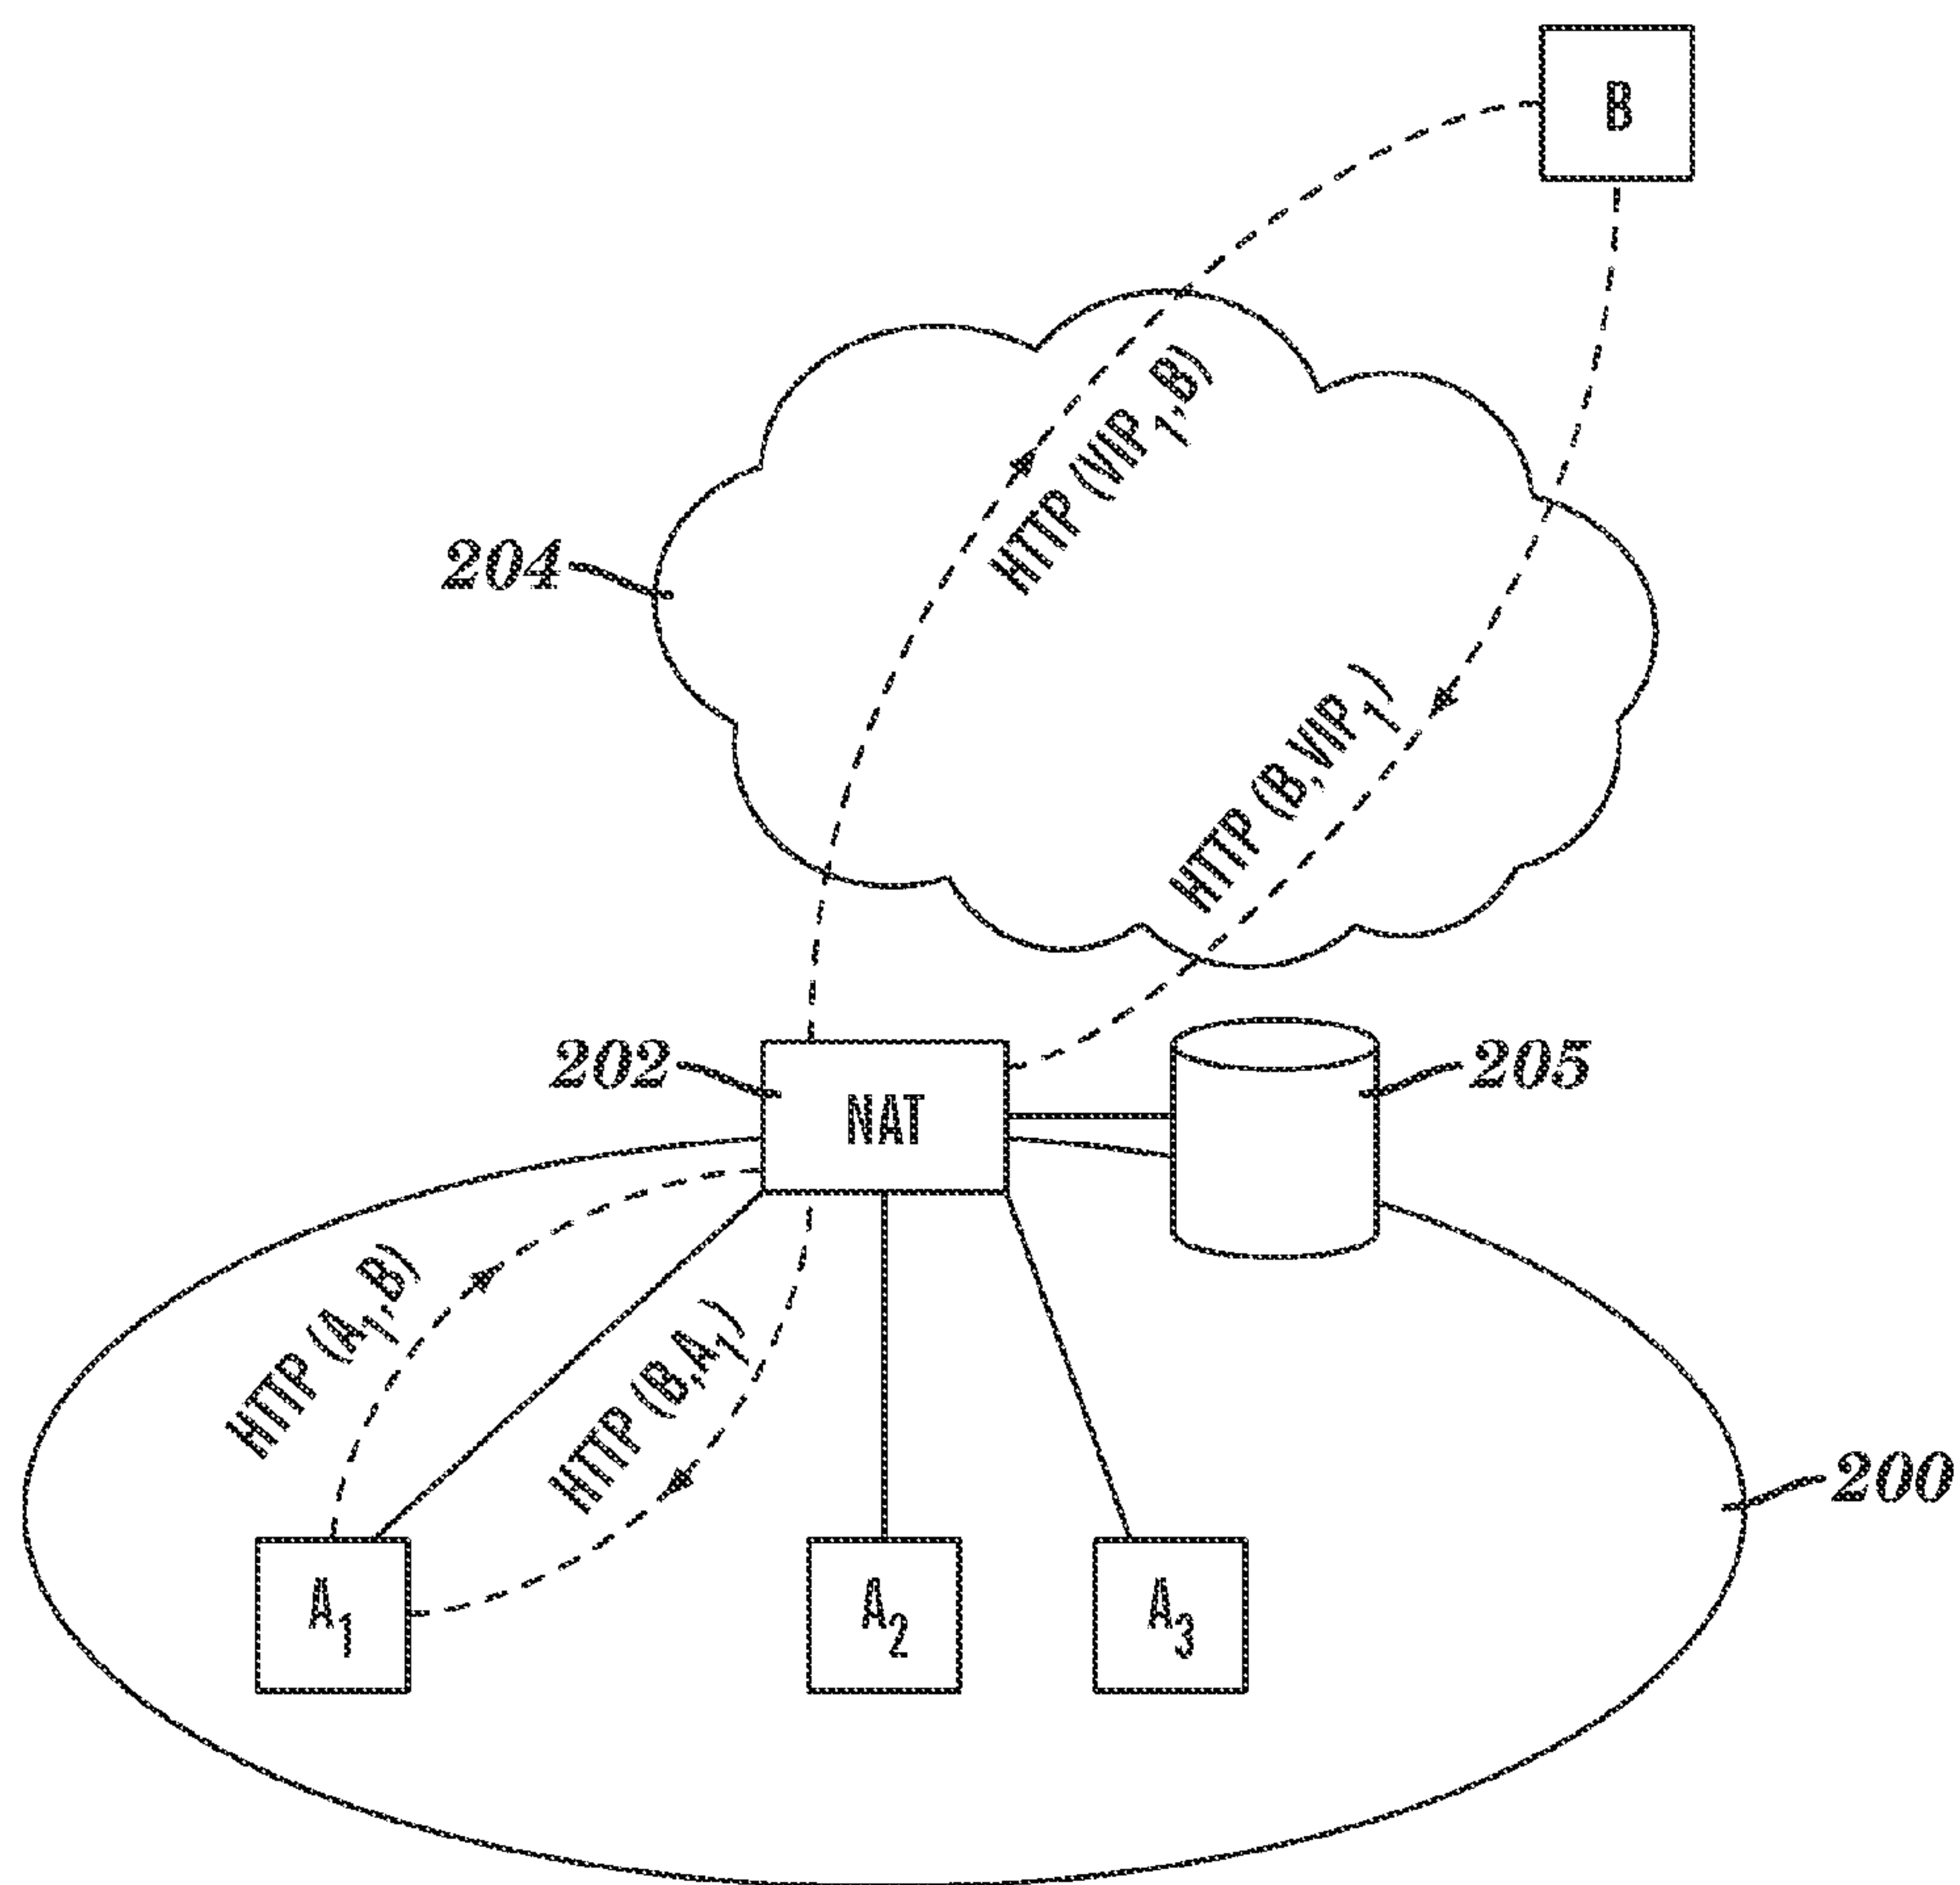 B
HTTP (VIP₁,B)
204
HTTP (B,VIP₁)
202
NAT
205
HTTP (A₁,B)
HTTP (B,A₁)
200
A₁
A₂
A₃